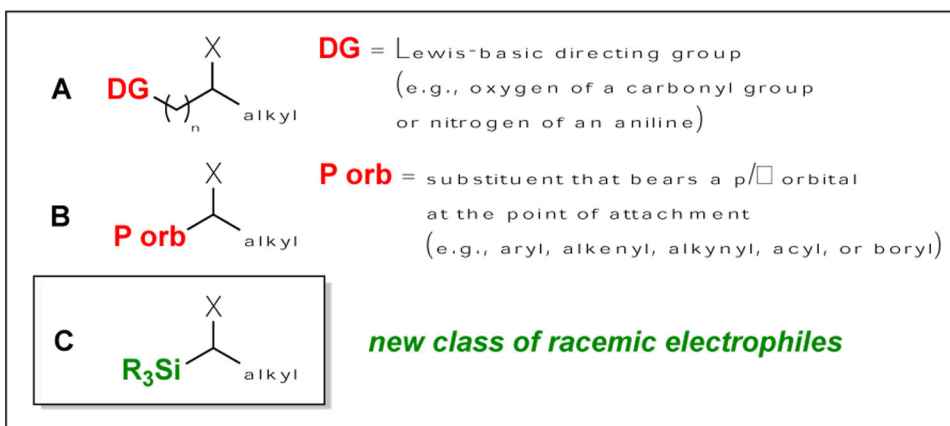 A
X
DG
n
alkyl
DG = Lewis-basic directing group
(e.g., oxygen of a carbonyl group
or nitrogen of an aniline)
B
X
P orb
alkyl
P orb = substituent that bears a p/□ orbital
at the point of attachment
(e.g., aryl, alkenyl, alkynyl, acyl, or boryl)
C
X
R₃Si
alkyl
new class of racemic electrophiles